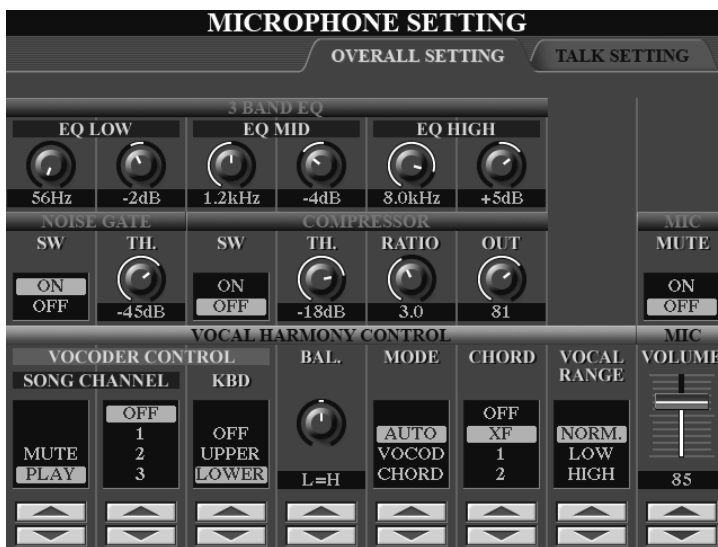 MICROPHONE SETTING
OVERALL SETTING TALK SETTING
3 BAND EQ
EQ LOW EQ MID EQ HIGH
56Hz -2dB 1.2kHz -4dB 8.0kHz +5dB
NOISE GATE COMPRESSOR MIC
SW TH. SW TH. RATIO OUT MUTE
ON ON ON
OFF OFF OFF
-45dB -18dB 3.0 81
VOCAL HARMONY CONTROL MIC
VOCODER CONTROL BAL. MODE CHORD VOCAL RANGE VOLUME
SONG CHANNEL KBD
OFF OFF
1 OFF AUTO XF NORM.
MUTE 2 UPPER VOCOD 1 LOW
PLAY 3 LOWER L=H CHORD 2 HIGH 85